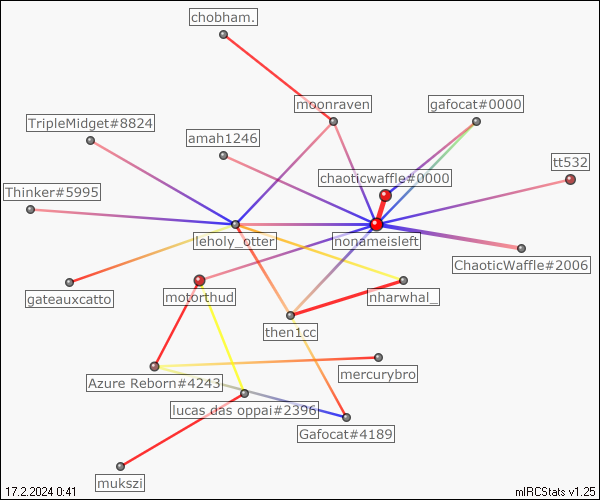 chobham.
moonraven
gafocat#0000
TripleMidget#8824
amah1246
tt532
chaoticwaffle#0000
Thinker#5995
leholy_otter
nonameisleft
ChaoticWaffle#2006
gateauxcatto
motorthud
nharwhal_
then1cc
mercurybro
Azure Reborn#4243
lucas das oppai#2396
Gafocat#4189
mukszi
17.2.2024 0:41
mIRCStats v1.25